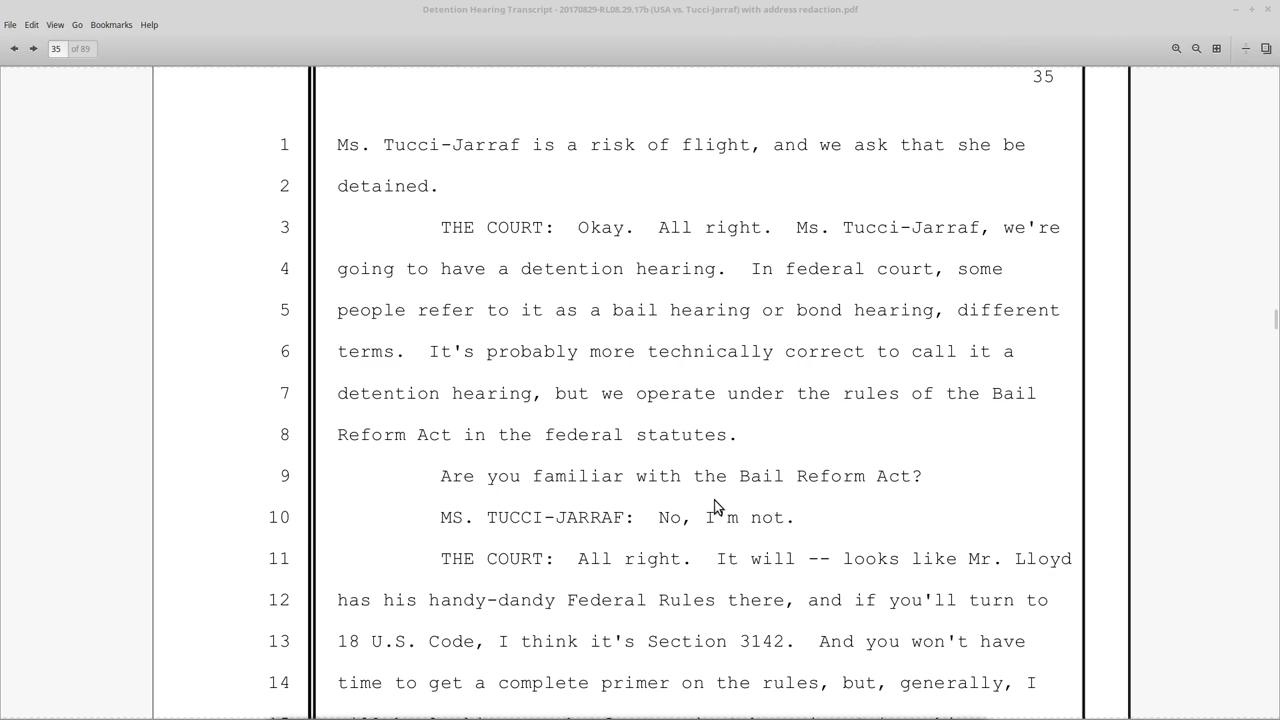 Detention Hearing Transcript - 20170829-RL08.29.17b (USA vs. Tucci-Jarraf) with address redaction.pdf
File Edit View Go Bookmarks Help
35 of 89
35
1 Ms. Tucci-Jarraf is a risk of flight, and we ask that she be
2 detained.
3 THE COURT: Okay. All right. Ms. Tucci-Jarraf, we're
4 going to have a detention hearing. In federal court, some
5 people refer to it as a bail hearing or bond hearing, different
6 terms. It's probably more technically correct to call it a
7 detention hearing, but we operate under the rules of the Bail
8 Reform Act in the federal statutes.
9 Are you familiar with the Bail Reform Act?
10 MS. TUCCI-JARRAF: No, I'm not.
11 THE COURT: All right. It will -- looks like Mr. Lloyd
12 has his handy-dandy Federal Rules there, and if you'll turn to
13 18 U.S. Code, I think it's Section 3142. And you won't have
14 time to get a complete primer on the rules, but, generally, I